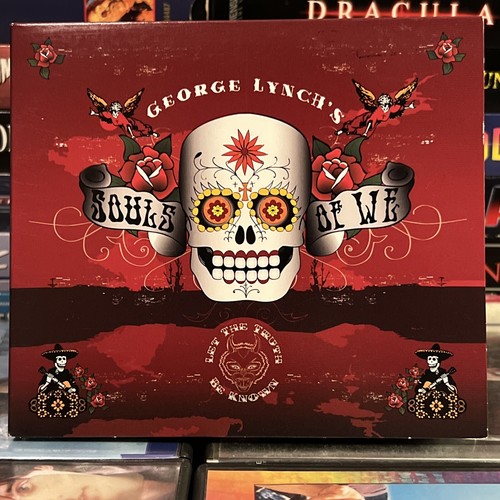 DRACULA
GEORGE LYNCH'S
SOULS OF WE
LET THE TRUTH
BE KNOWN